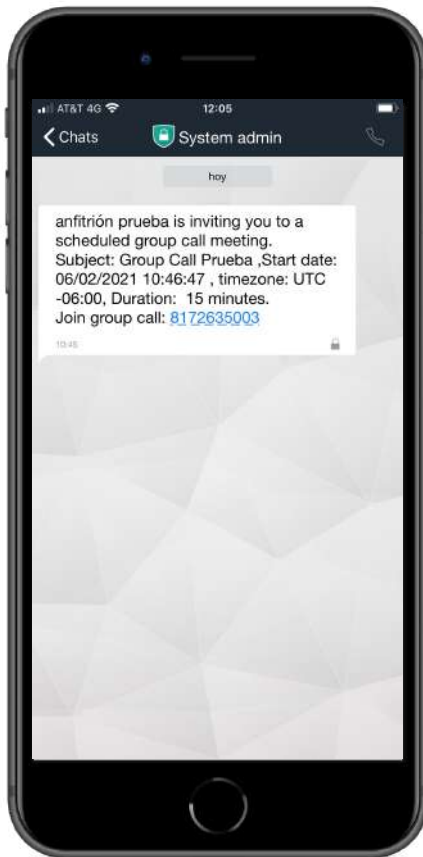 AT&T 4G 12:05
Chats System admin
hoy
anfitrión prueba is inviting you to a
scheduled group call meeting.
Subject: Group Call Prueba ,Start date:
06/02/2021 10:46:47 , timezone: UTC
-06:00, Duration:  15 minutes.
Join group call: 8172635003
10:45